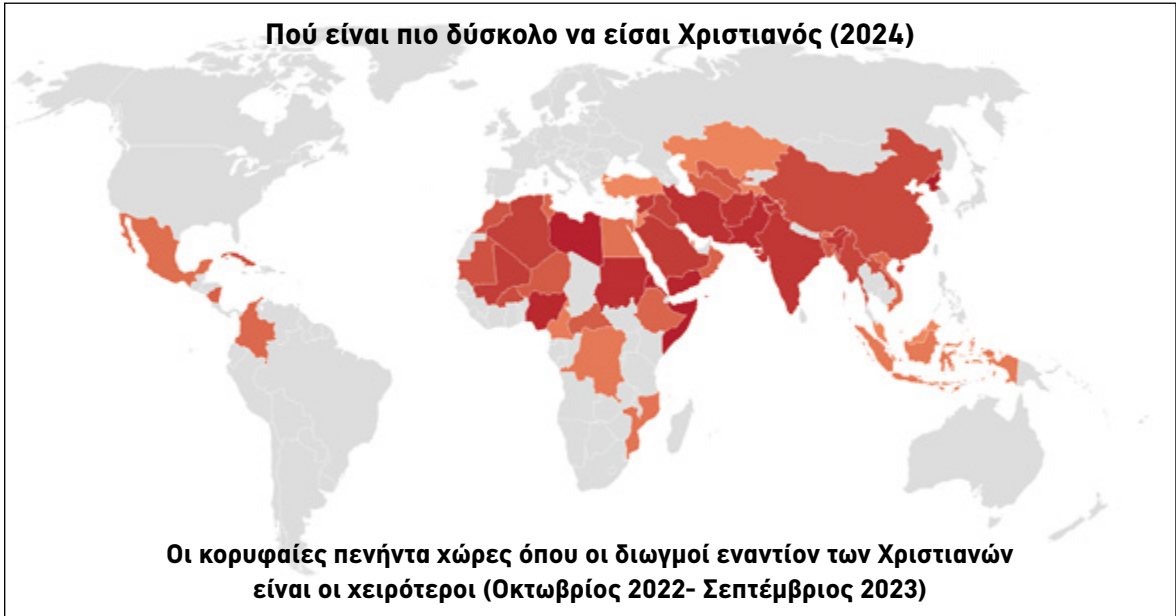 Πού είναι πιο δύσκολο να είσαι Χριστιανός (2024)
Οι κορυφαίες πενήντα χώρες όπου οι διωγμοί εναντίον των Χριστιανών
είναι οι χειρότεροι (Οκτωβρίος 2022- Σεπτέμβριος 2023)